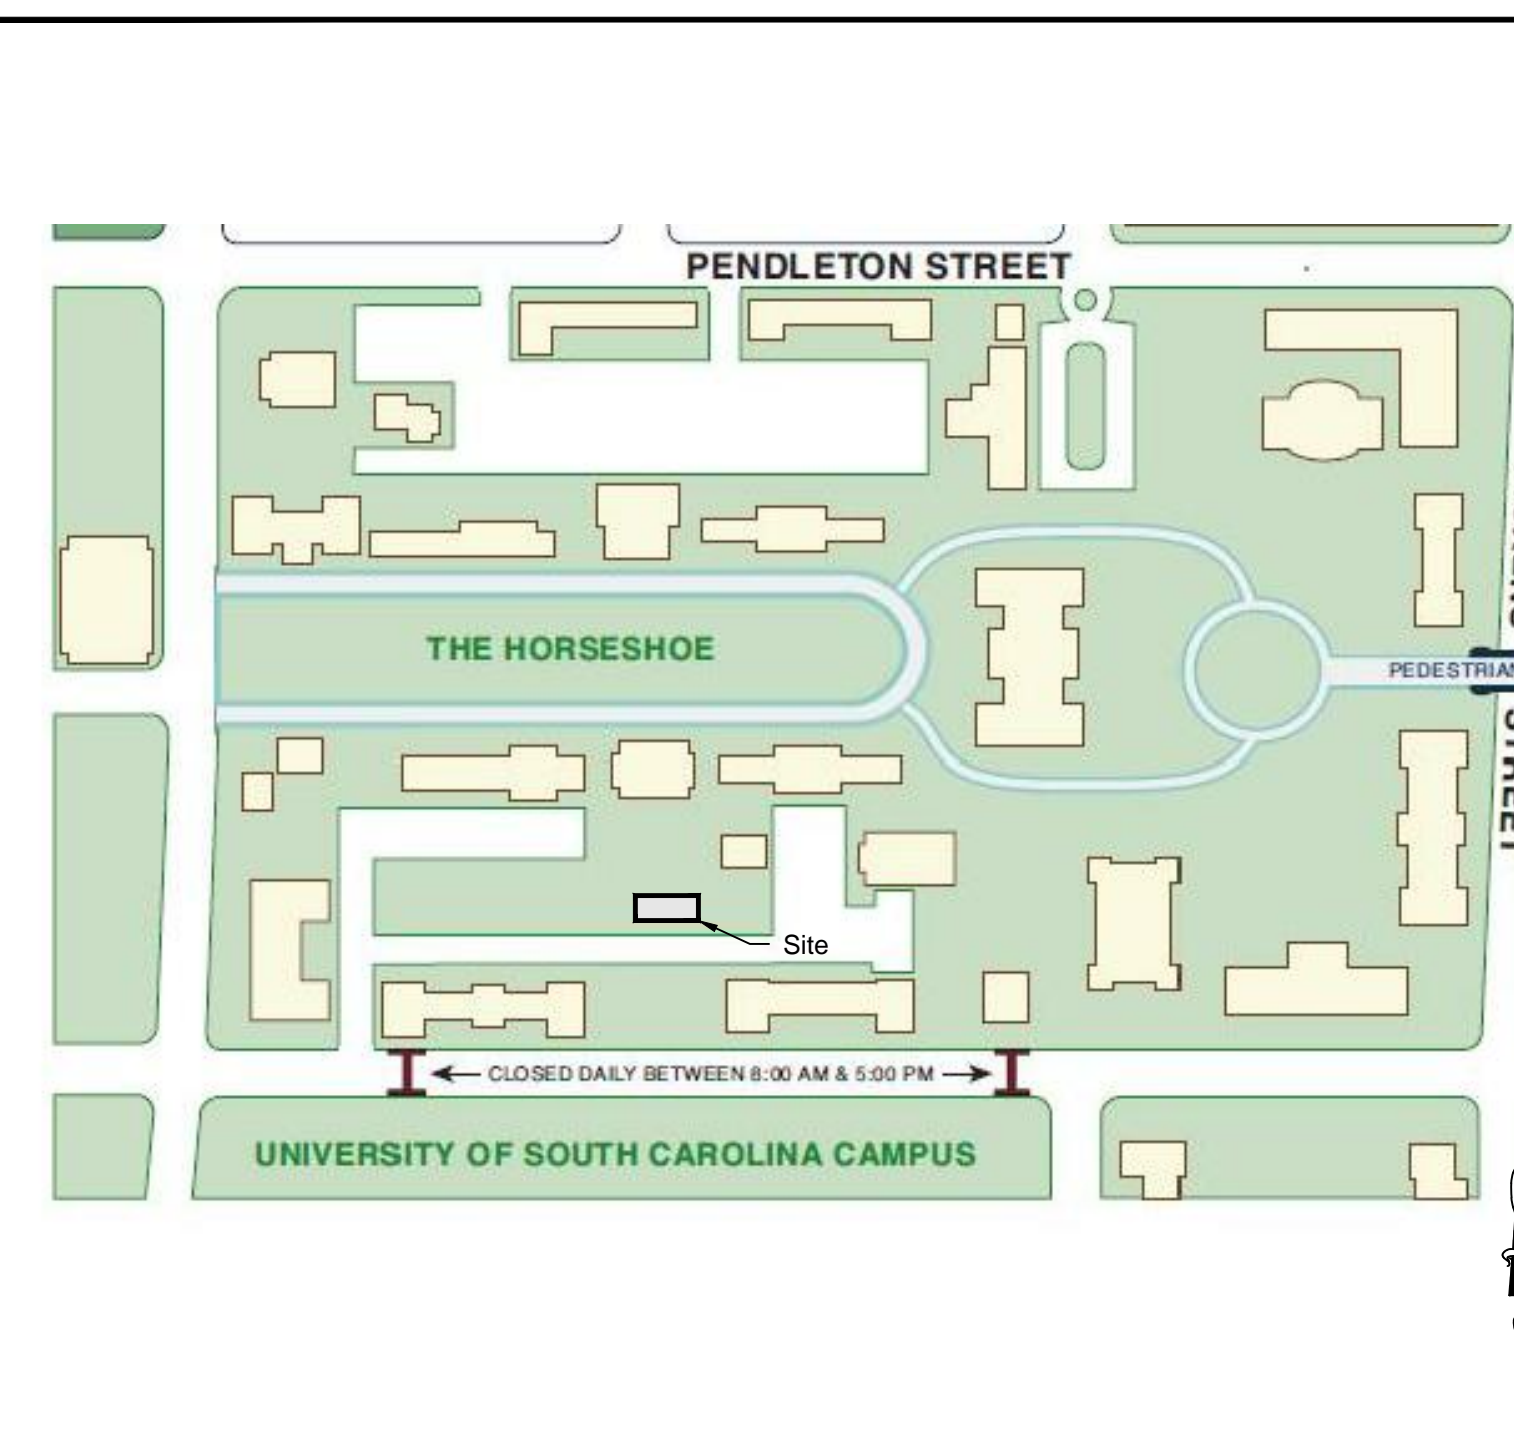 PENDLETON STREET
THE HORSESHOE
PEDESTRIAN
STREET
Site
CLOSED DAILY BETWEEN 8:00 AM & 5:00 PM
UNIVERSITY OF SOUTH CAROLINA CAMPUS